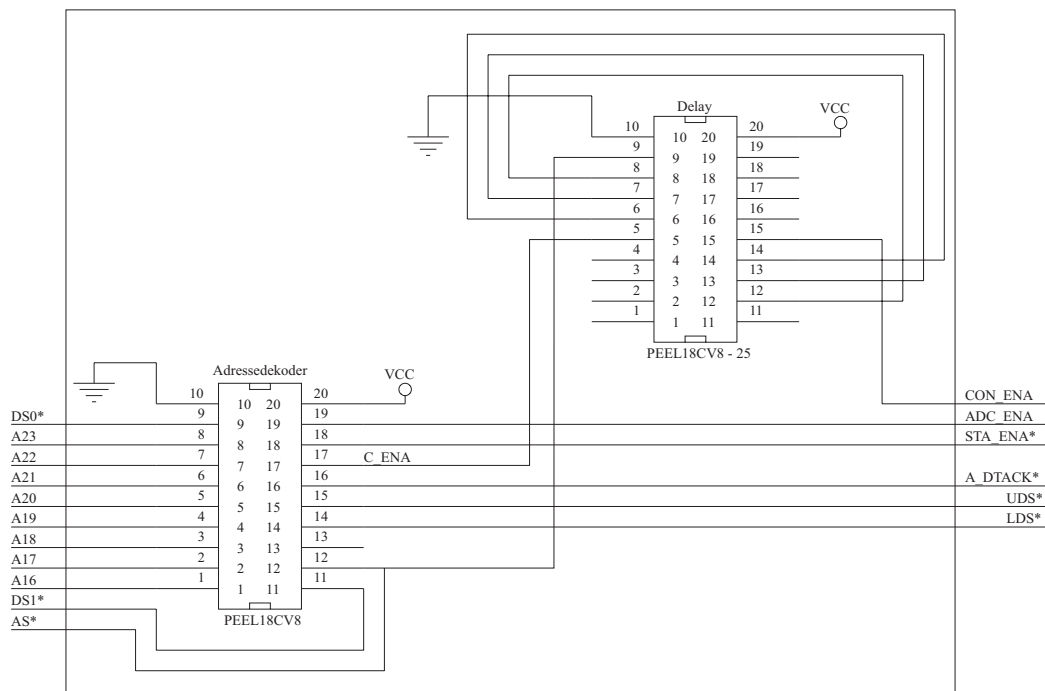 Delay
VCC
10 10 20 20
9 9 19 19
8 8 18 18
7 7 17 17
6 6 16 16
5 5 15 15
4 4 14 14
3 3 13 13
2 2 12 12
1 1 11 11
PEEL18CV8 - 25
Adressedekoder
VCC
10 10 20 20
DS0* 9 9 19 19
A23 8 8 18 18
A22 7 7 17 17 C_ENA
A21 6 6 16 16
A20 5 5 15 15
A19 4 4 14 14
A18 3 3 13 13
A17 2 2 12 12
A16 1 1 11 11
DS1*
AS*
PEEL18CV8
CON_ENA
ADC_ENA
STA_ENA*
A_DTACK*
UDS*
LDS*